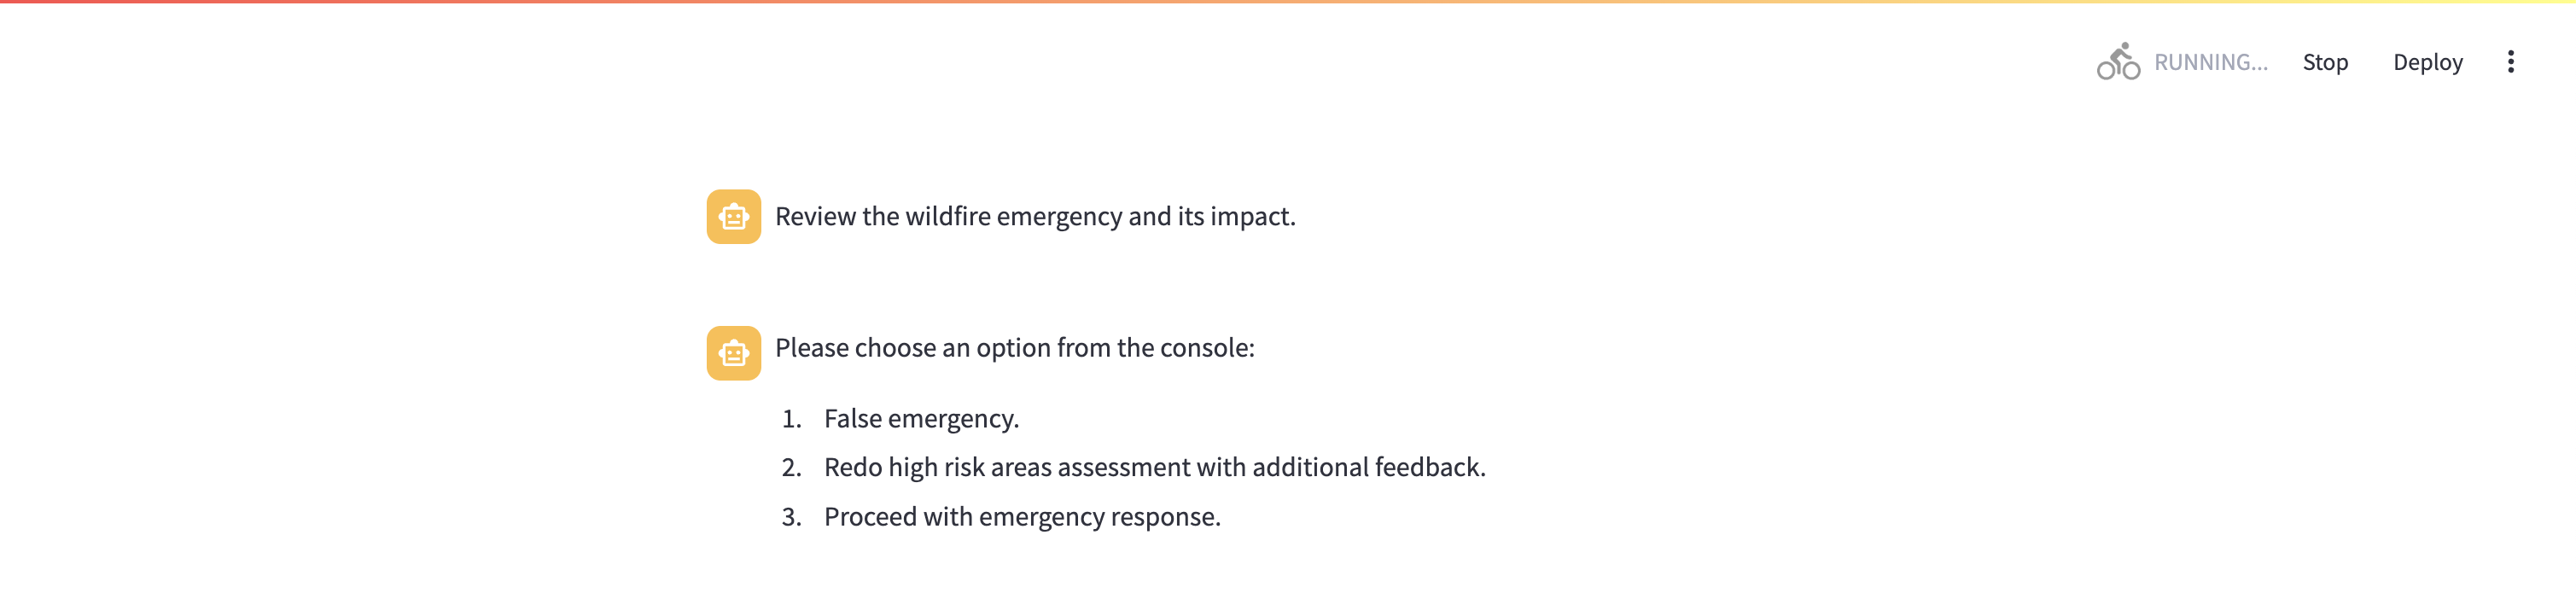 RUNNING... Stop Deploy
Review the wildfire emergency and its impact.
Please choose an option from the console:
1. False emergency.
2. Redo high risk areas assessment with additional feedback.
3. Proceed with emergency response.